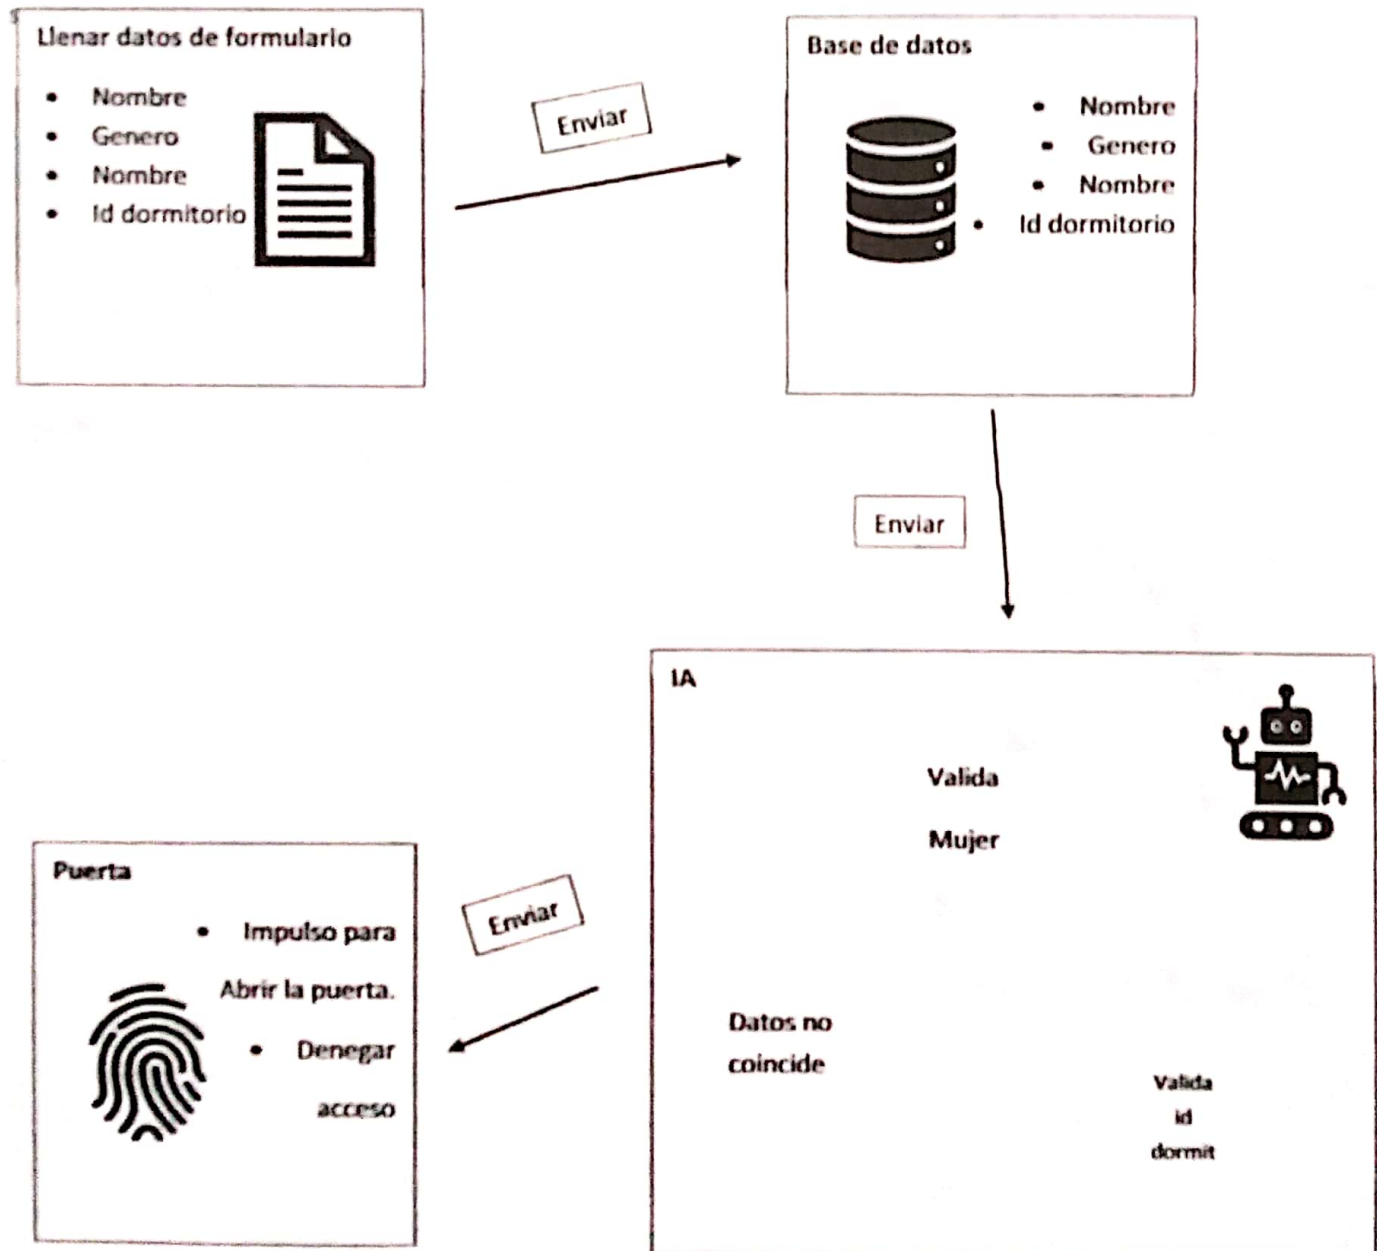 Llenar datos de formulario
• Nombre
• Genero
• Nombre
• Id dormitorio
Enviar
Base de datos
• Nombre
• Genero
• Nombre
• Id dormitorio
Enviar
IA
Valida
Mujer
Datos no
coincide
Valida
id
dormit
Enviar
Puerta
• Impulso para
Abrir la puerta.
• Denegar
acceso